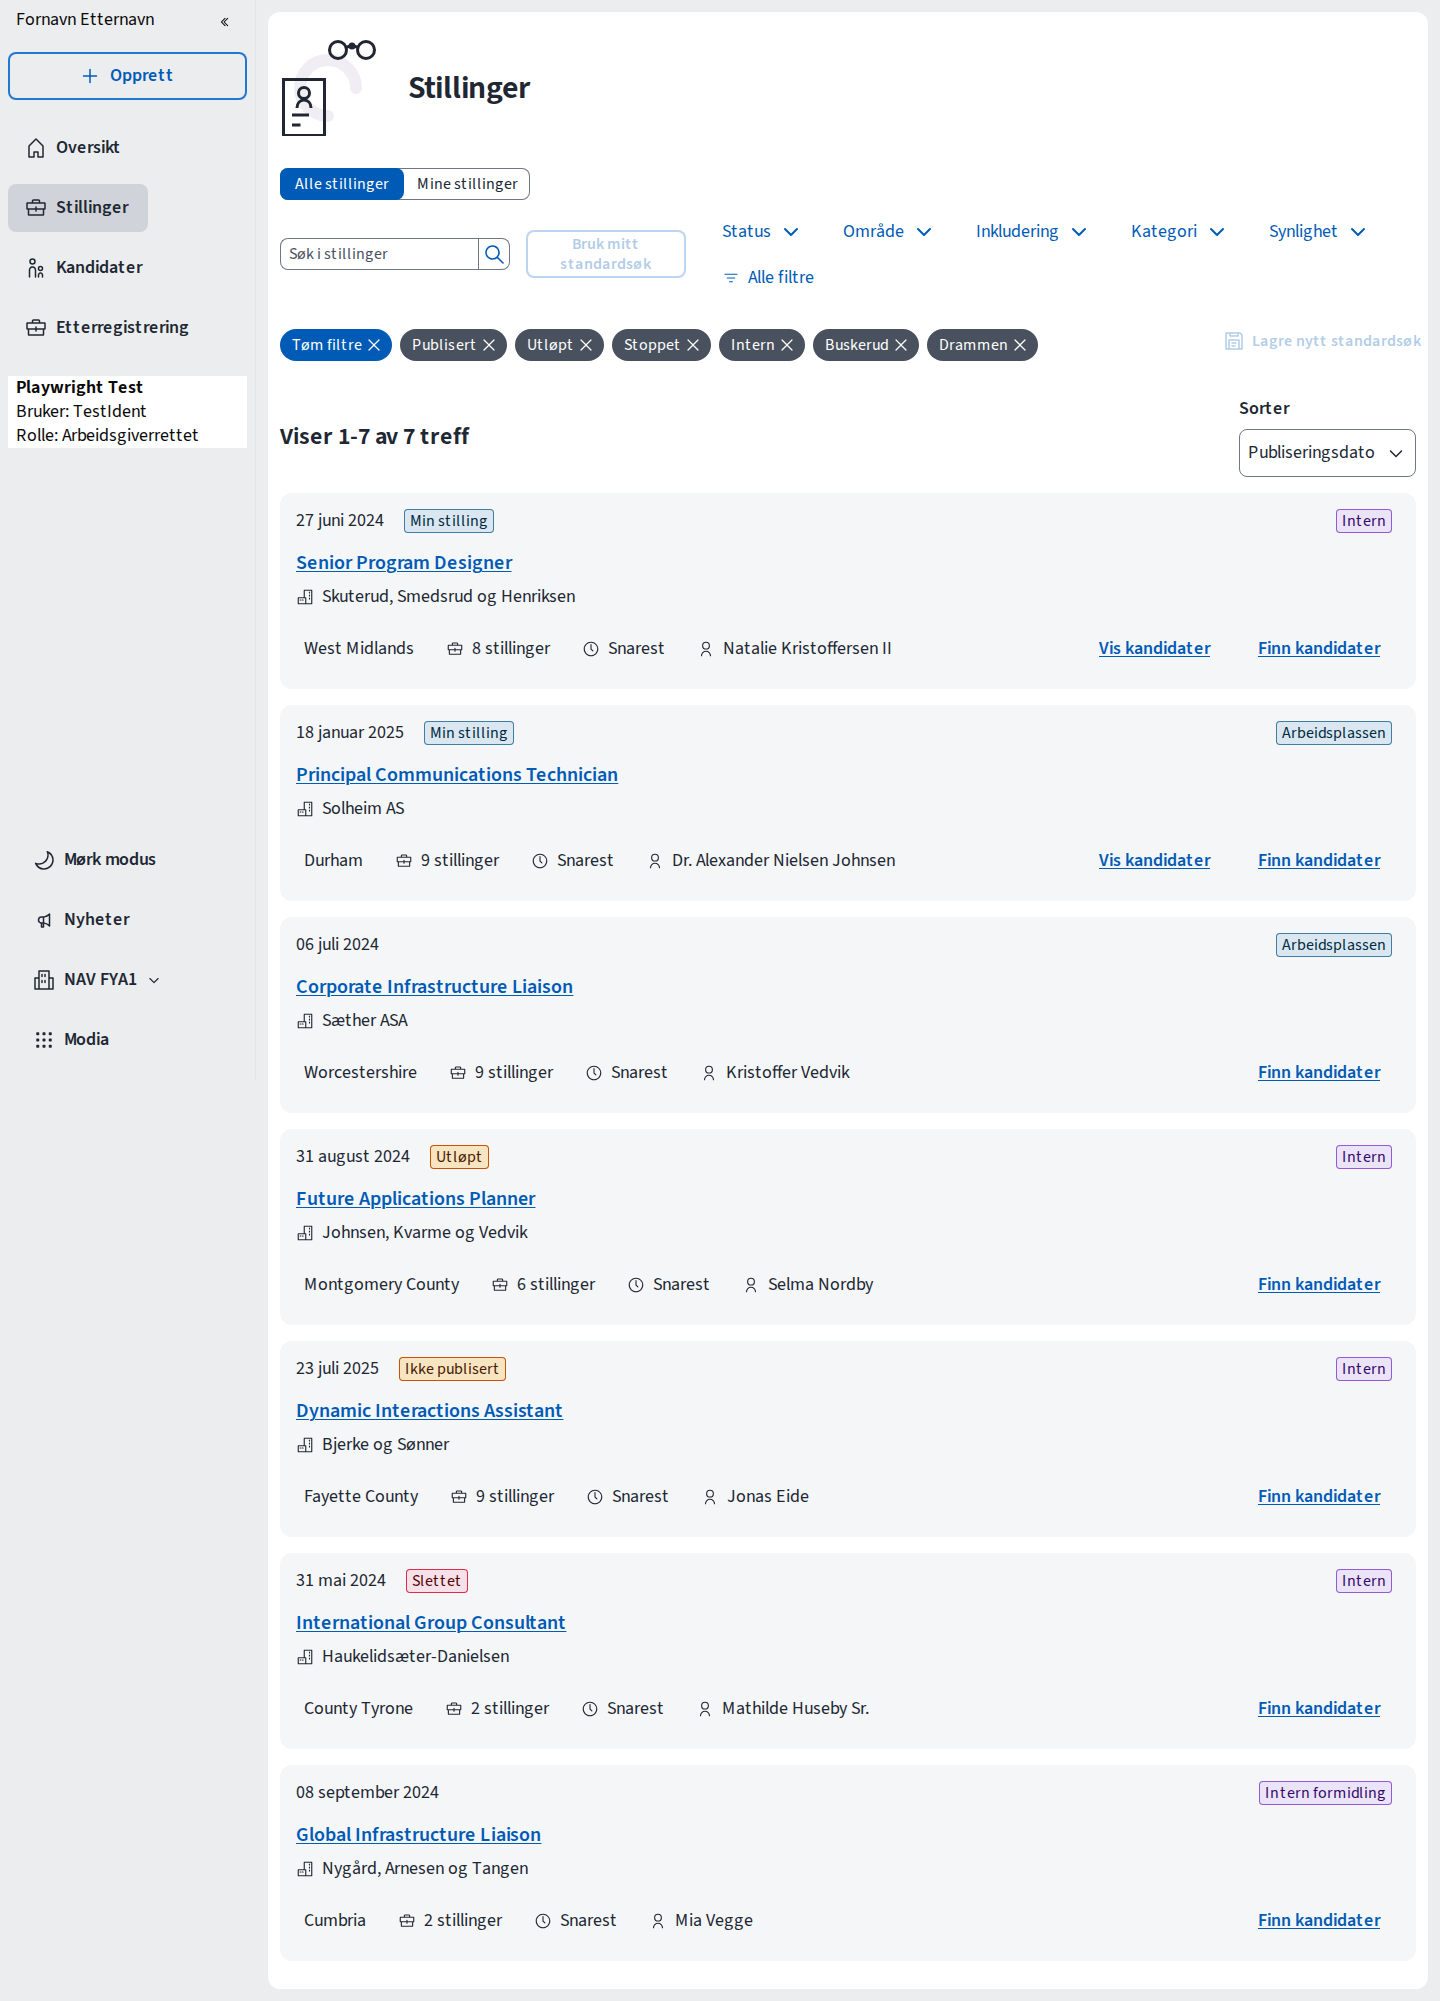 Fornavn Etternavn
Opprett
Oversikt
Stillinger
Kandidater
Etterregistrering
Playwright Test
Bruker: TestIdent
Rolle: Arbeidsgiverrettet
Mørk modus
Nyheter
NAV FYA1
Modia
Stillinger
Alle stillinger Mine stillinger
Søk i stillinger
Bruk mitt
standardsøk
Status Område Inkludering Kategori Synlighet
Alle filtre
Tøm filtre Publisert Utløpt Stoppet Intern Buskerud Drammen
Lagre nytt standardsøk
Viser 1-7 av 7 treff
Sorter
Publiseringsdato
27 juni 2024 Min stilling Intern
Senior Program Designer
Skuterud, Smedsrud og Henriksen
West Midlands 8 stillinger Snarest Natalie Kristoffersen II Vis kandidater Finn kandidater
18 januar 2025 Min stilling Arbeidsplassen
Principal Communications Technician
Solheim AS
Durham 9 stillinger Snarest Dr. Alexander Nielsen Johnsen Vis kandidater Finn kandidater
06 juli 2024 Arbeidsplassen
Corporate Infrastructure Liaison
Sæther ASA
Worcestershire 9 stillinger Snarest Kristoffer Vedvik Finn kandidater
31 august 2024 Utløpt Intern
Future Applications Planner
Johnsen, Kvarme og Vedvik
Montgomery County 6 stillinger Snarest Selma Nordby Finn kandidater
23 juli 2025 Ikke publisert Intern
Dynamic Interactions Assistant
Bjerke og Sønner
Fayette County 9 stillinger Snarest Jonas Eide Finn kandidater
31 mai 2024 Slettet Intern
International Group Consultant
Haukelidsæter-Danielsen
County Tyrone 2 stillinger Snarest Mathilde Huseby Sr. Finn kandidater
08 september 2024 Intern formidling
Global Infrastructure Liaison
Nygård, Arnesen og Tangen
Cumbria 2 stillinger Snarest Mia Vegge Finn kandidater